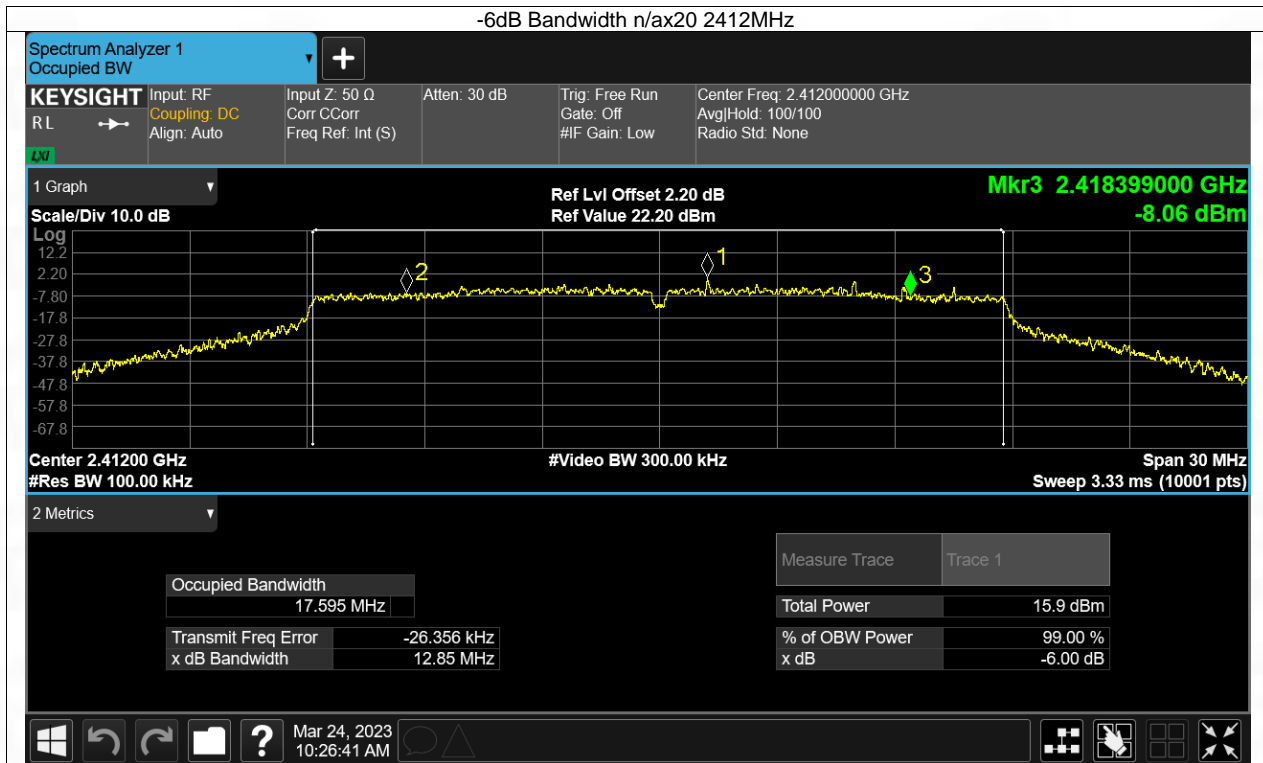 -6dB Bandwidth n/ax20 2412MHz
Spectrum Analyzer 1
Occupied BW
KEYSIGHT
RL
LXI
Input: RF
Coupling: DC
Align: Auto
Input Z: 50 Ω
Corr CCorr
Freq Ref: Int (S)
Atten: 30 dB
Trig: Free Run
Gate: Off
#IF Gain: Low
Center Freq: 2.412000000 GHz
Avg|Hold: 100/100
Radio Std: None
1 Graph
Scale/Div 10.0 dB
Ref Lvl Offset 2.20 dB
Ref Value 22.20 dBm
Mkr3 2.418399000 GHz
-8.06 dBm
Log
12.2
2.20
-7.80
-17.8
-27.8
-37.8
-47.8
-57.8
-67.8
2
1
3
Center 2.41200 GHz
#Res BW 100.00 kHz
#Video BW 300.00 kHz
Span 30 MHz
Sweep 3.33 ms (10001 pts)
2 Metrics
Measure Trace Trace 1
Occupied Bandwidth
17.595 MHz
Total Power 15.9 dBm
Transmit Freq Error -26.356 kHz
% of OBW Power 99.00 %
x dB Bandwidth 12.85 MHz
x dB -6.00 dB
?
Mar 24, 2023
10:26:41 AM